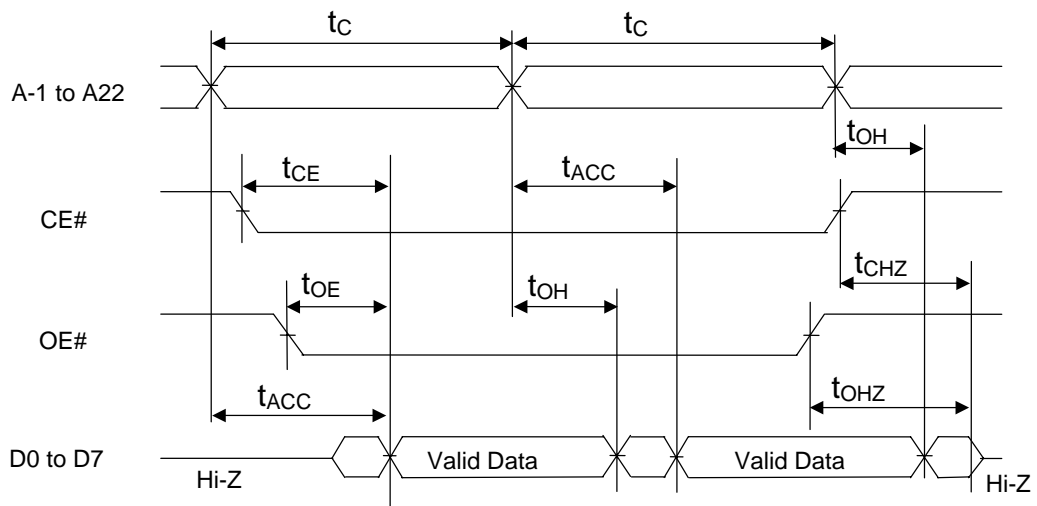 tC tC
A-1 to A22
tOH
tCE tACC
CE#
tCHZ
tOE tOH
OE#
tACC tOHZ
D0 to D7 Valid Data Valid Data
Hi-Z Hi-Z